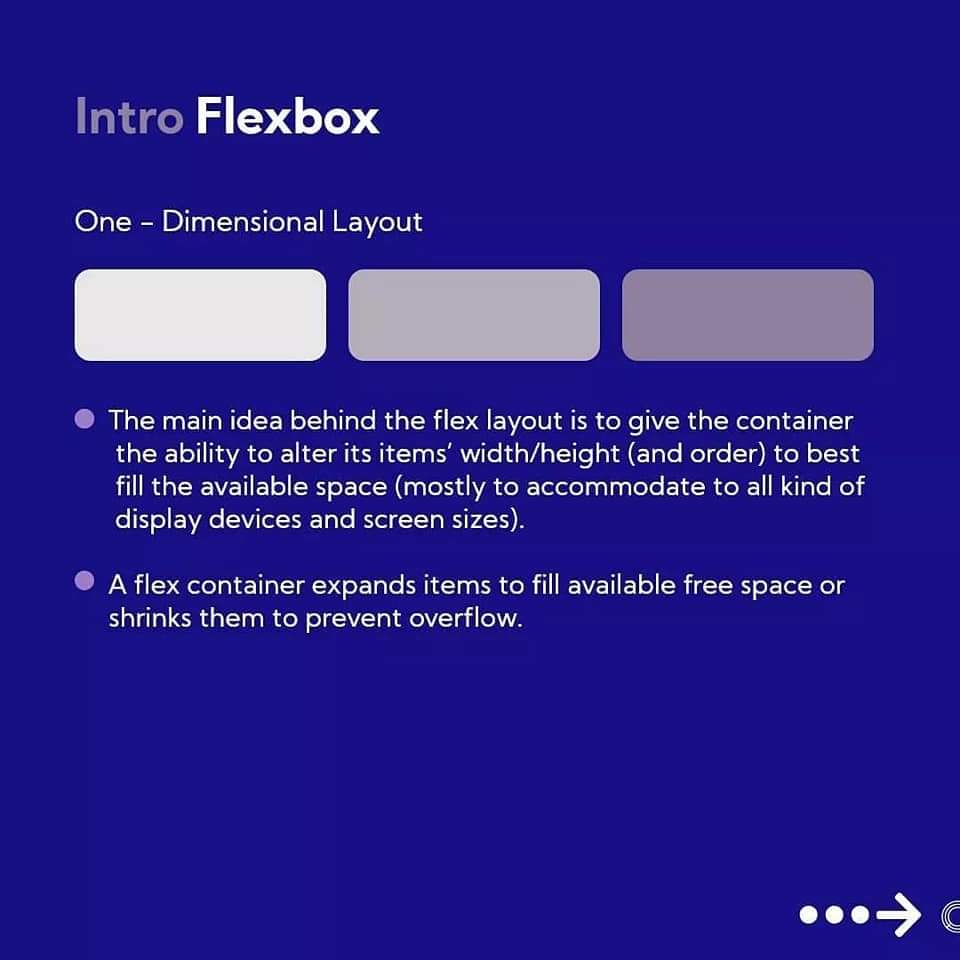 Intro Flexbox
One - Dimensional Layout
The main idea behind the flex layout is to give the container
the ability to alter its items’ width/height (and order) to best
fill the available space (mostly to accommodate to all kind of
display devices and screen sizes).
A flex container expands items to fill available free space or
shrinks them to prevent overflow.